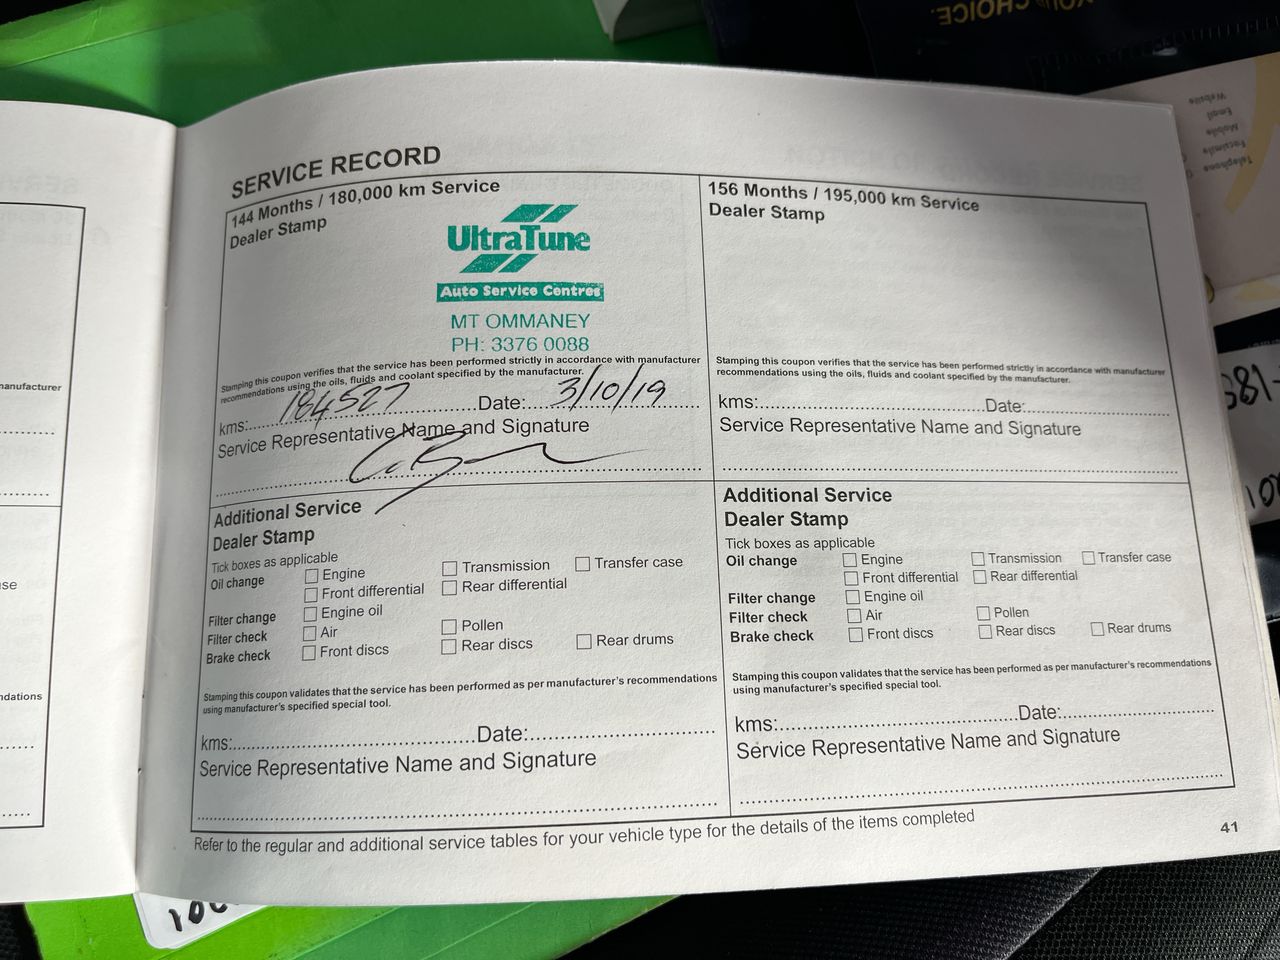 YOUR CHOICE.
Website
Email
Mobile
Facsimile
Telephone
SERVICE RECORD
144 Months / 180,000 km Service
Dealer Stamp
UltraTune
Auto Service Centres
MT OMMANEY
PH: 3376 0088
Stamping this coupon verifies that the service has been performed strictly in accordance with manufacturer
recommendations using the oils, fluids and coolant specified by the manufacturer.
kms: 184527 Date: 3/10/19
Service Representative Name and Signature
Additional Service
Dealer Stamp
Tick boxes as applicable
Oil change Engine Transmission Transfer case
Front differential Rear differential
Filter change Engine oil
Filter check Air Pollen
Brake check Front discs Rear discs Rear drums
Stamping this coupon validates that the service has been performed as per manufacturer's recommendations
using manufacturer's specified special tool.
kms: Date:
Service Representative Name and Signature
156 Months / 195,000 km Service
Dealer Stamp
Stamping this coupon verifies that the service has been performed strictly in accordance with manufacturer
recommendations using the oils, fluids and coolant specified by the manufacturer.
kms: Date:
Service Representative Name and Signature
Additional Service
Dealer Stamp
Tick boxes as applicable
Oil change Engine Transmission Transfer case
Front differential Rear differential
Filter change Engine oil
Filter check Air Pollen
Brake check Front discs Rear discs Rear drums
Stamping this coupon validates that the service has been performed as per manufacturer's recommendations
using manufacturer's specified special tool.
kms: Date:
Service Representative Name and Signature
Refer to the regular and additional service tables for your vehicle type for the details of the items completed
41
manufacturer